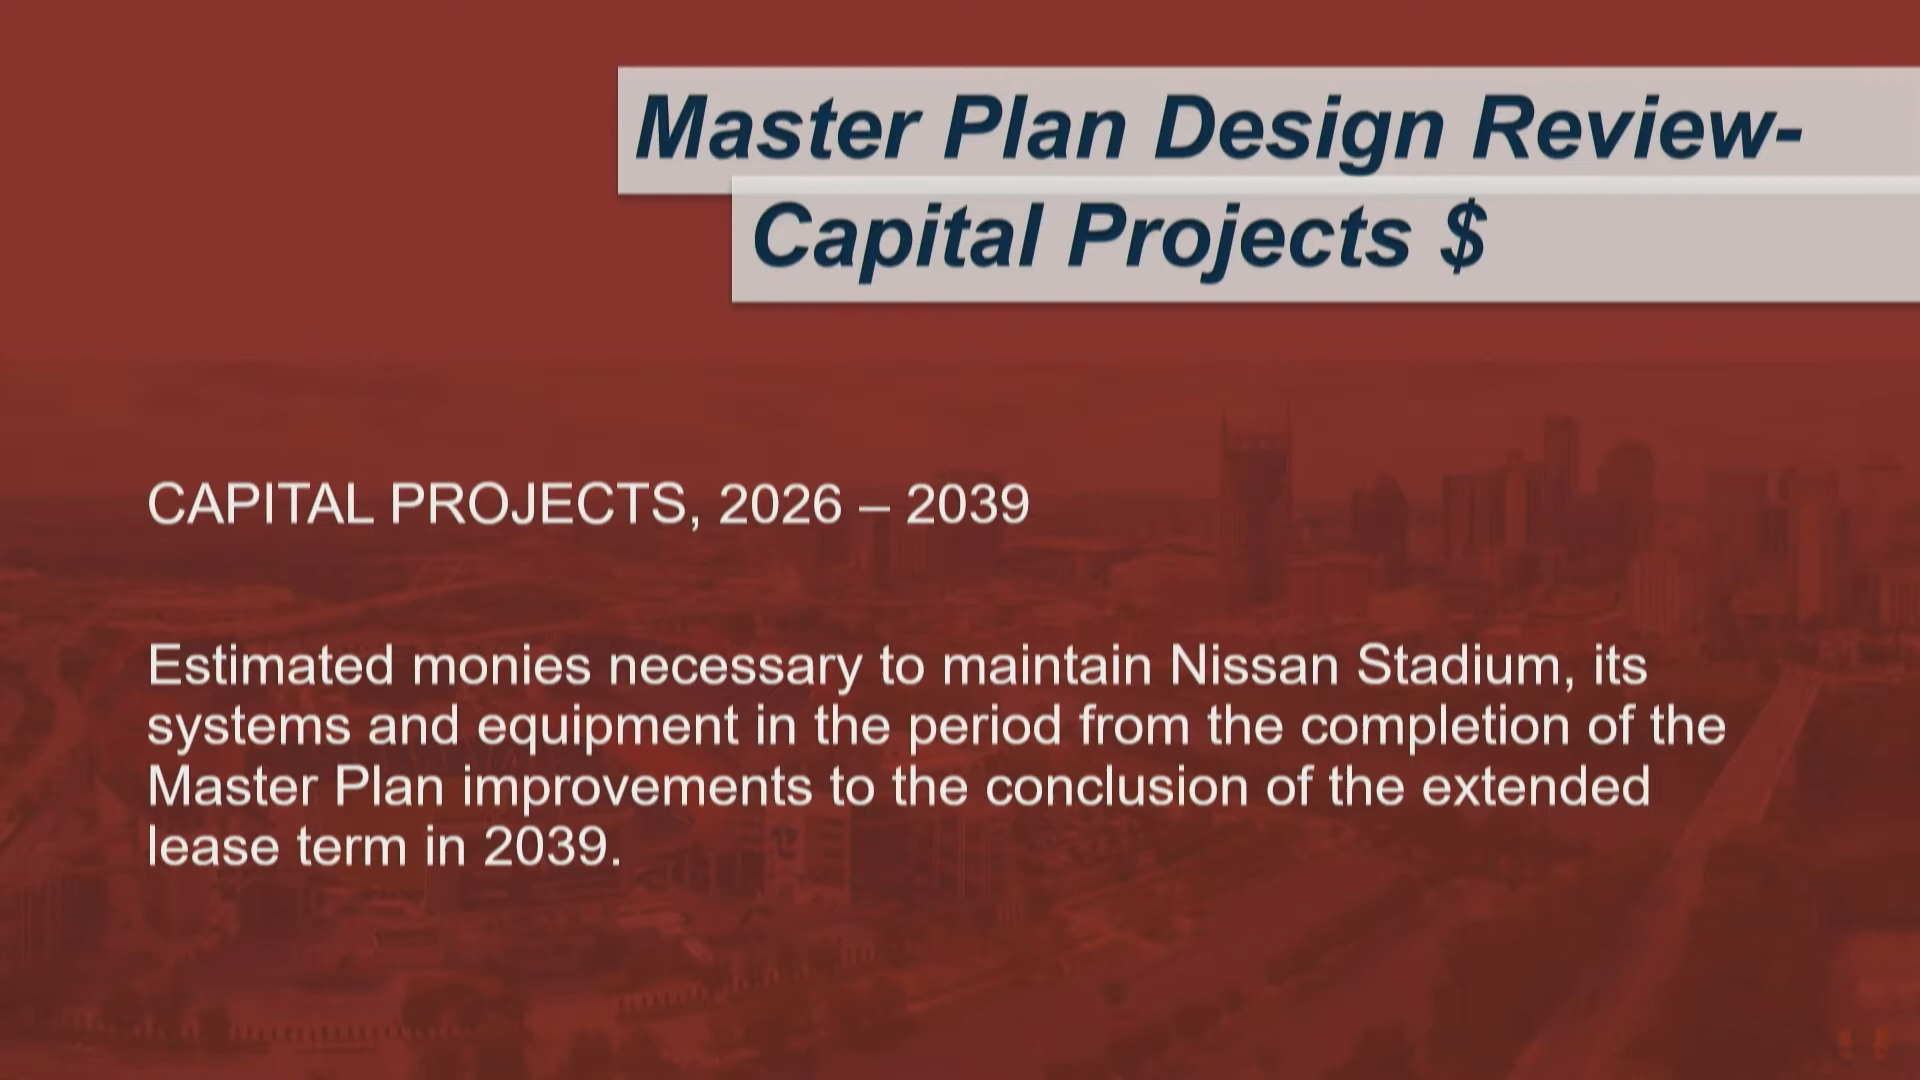 Master Plan Design Review-
Capital Projects $
CAPITAL PROJECTS, 2026 – 2039
Estimated monies necessary to maintain Nissan Stadium, its
systems and equipment in the period from the completion of the
Master Plan improvements to the conclusion of the extended
lease term in 2039.